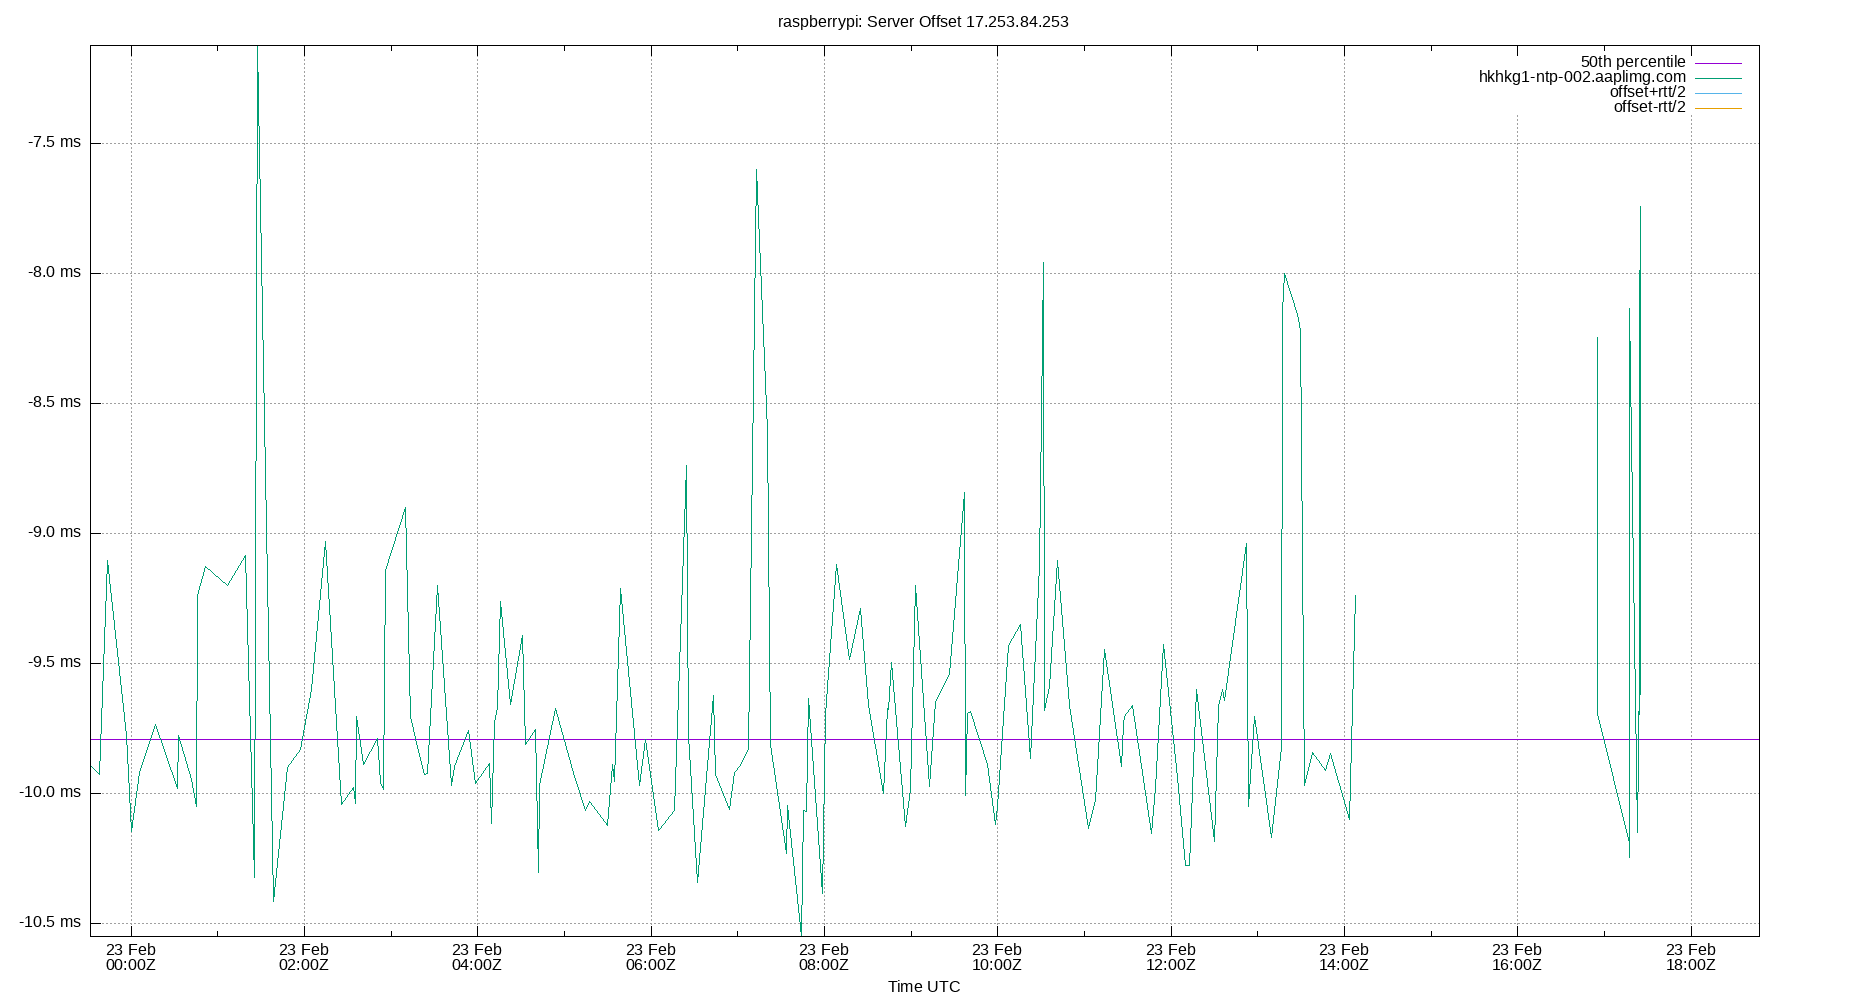 raspberrypi: Server Offset 17.253.84.253
50th percentile
hkhkg1-ntp-002.aaplimg.com
offset+rtt/2
offset-rtt/2
-7.5 ms
-8.0 ms
-8.5 ms
-9.0 ms
-9.5 ms
-10.0 ms
-10.5 ms
23 Feb 23 Feb 23 Feb 23 Feb 23 Feb 23 Feb 23 Feb 23 Feb 23 Feb 23 Feb
00:00Z 02:00Z 04:00Z 06:00Z 08:00Z 10:00Z 12:00Z 14:00Z 16:00Z 18:00Z
Time UTC